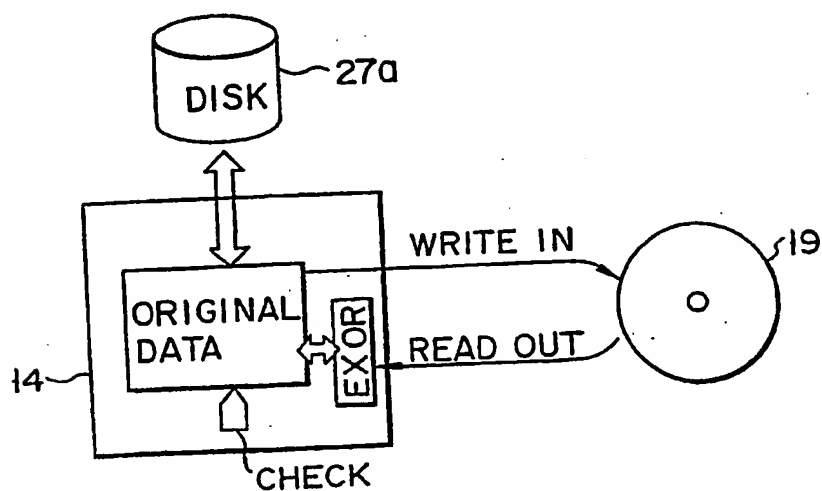 DISK
27a
WRITE IN
19
ORIGINAL
DATA
EXOR
READ OUT
14
CHECK